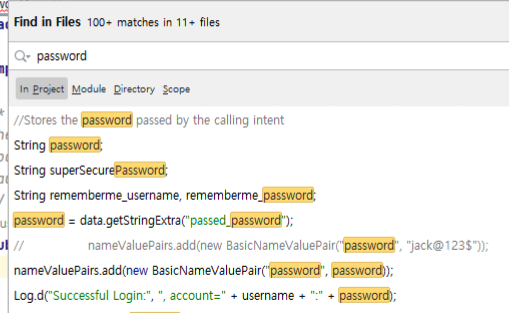 Find in Files 100+ matches in 11+ files
password
In Project Module Directory Scope
//Stores the password passed by the calling intent
String password;
String superSecurePassword;
String rememberme_username, rememberme_password;
password = data.getStringExtra("passed_password");
// nameValuePairs.add(new BasicNameValuePair("password", "jack@123$"));
nameValuePairs.add(new BasicNameValuePair("password", password));
Log.d("Successful Login:", ", account=" + username + ":" + password);